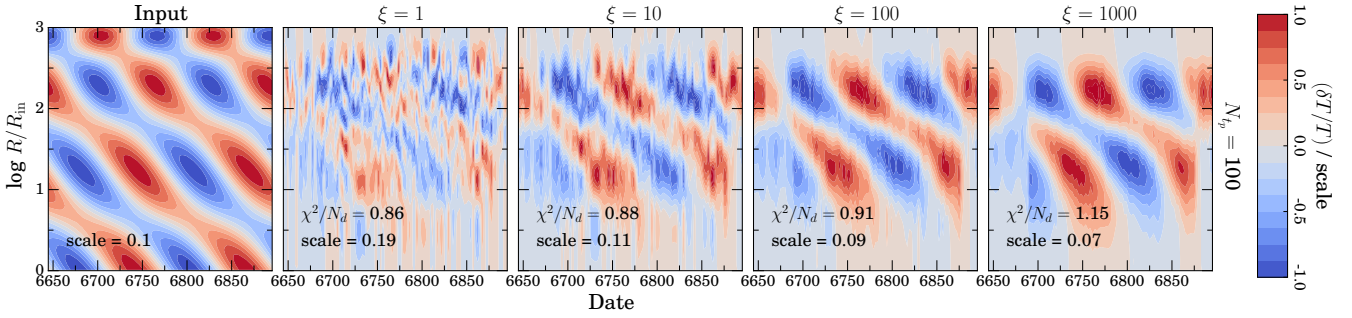 Input
ξ = 1
ξ = 10
ξ = 100
ξ = 1000
log R/R_in
3
2
1
0
scale = 0.1
χ²/N_d = 0.86
scale = 0.19
χ²/N_d = 0.88
scale = 0.11
χ²/N_d = 0.91
scale = 0.09
χ²/N_d = 1.15
scale = 0.07
6650 6700 6750 6800 6850
6650 6700 6750 6800 6850
6650 6700 6750 6800 6850
6650 6700 6750 6800 6850
6650 6700 6750 6800 6850
Date
N_{t_p} = 100
1.0
0.5
0.0
-0.5
-1.0
(δT/T) / scale